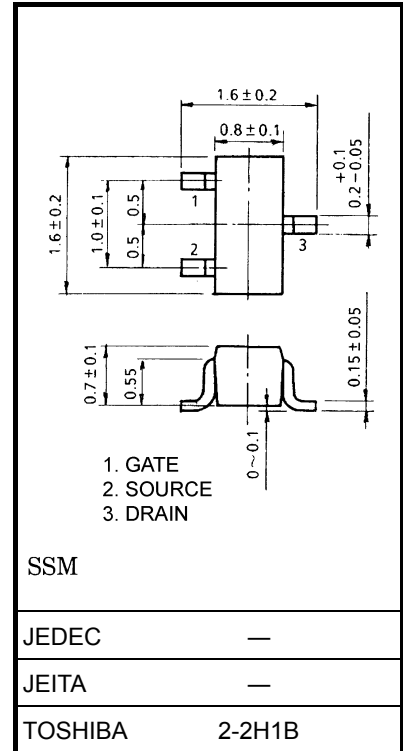 1.6±0.2
0.8±0.1
+0.1
0.2-0.05
1.6±0.2
1.0±0.1
0.5
0.5
1
2
3
0.7±0.1
0.55
0~0.1
0.15±0.05
1. GATE
2. SOURCE
3. DRAIN
SSM
JEDEC —
JEITA —
TOSHIBA 2-2H1B